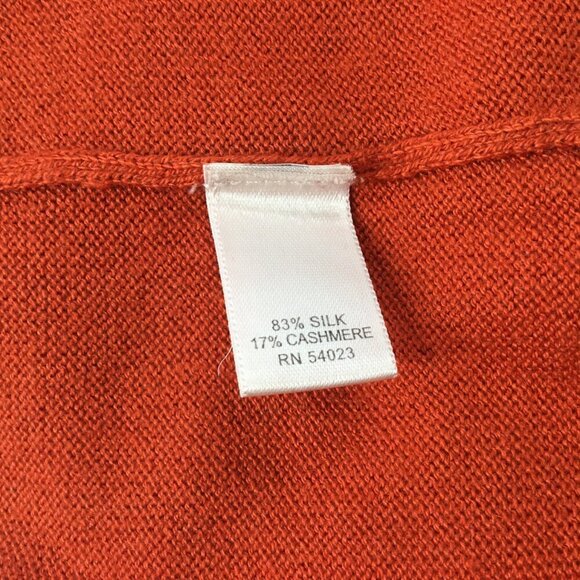 83% SILK
17% CASHMERE
RN 54023